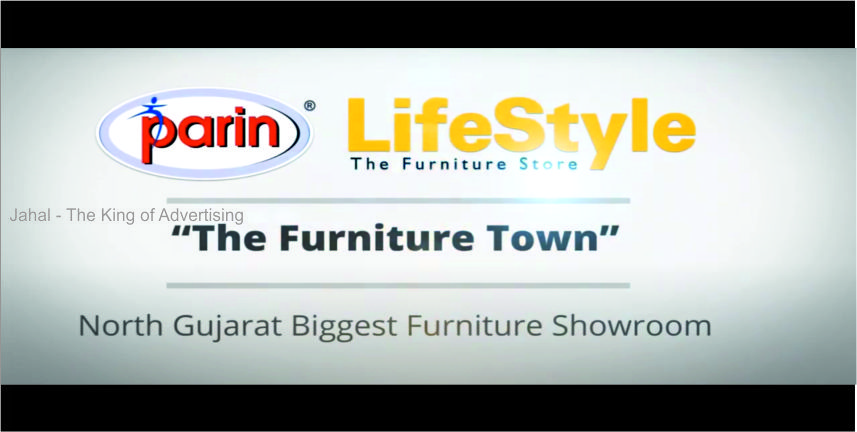 parin ® LifeStyle
The Furniture Store
Jahal - The King of Advertising
“The Furniture Town”
North Gujarat Biggest Furniture Showroom